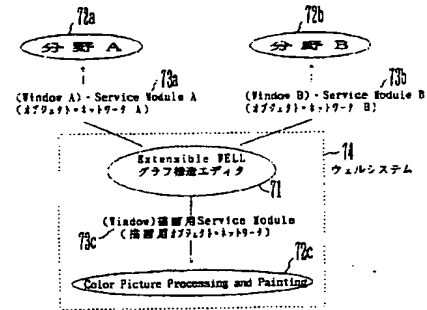 72a
72b
分野 A
分野 B
73a
73b
(Window A)・Service Module A
(オブジェクト・ネットワーク A)
(Window B)・Service Module B
(オブジェクト・ネットワーク B)
74
ウェルシステム
Extensible WELL
グラフ構造エディタ
71
(Window)描画用Service Module
(描画用オブジェクト・ネットワーク)
73c
72c
Color Picture Processing and Painting